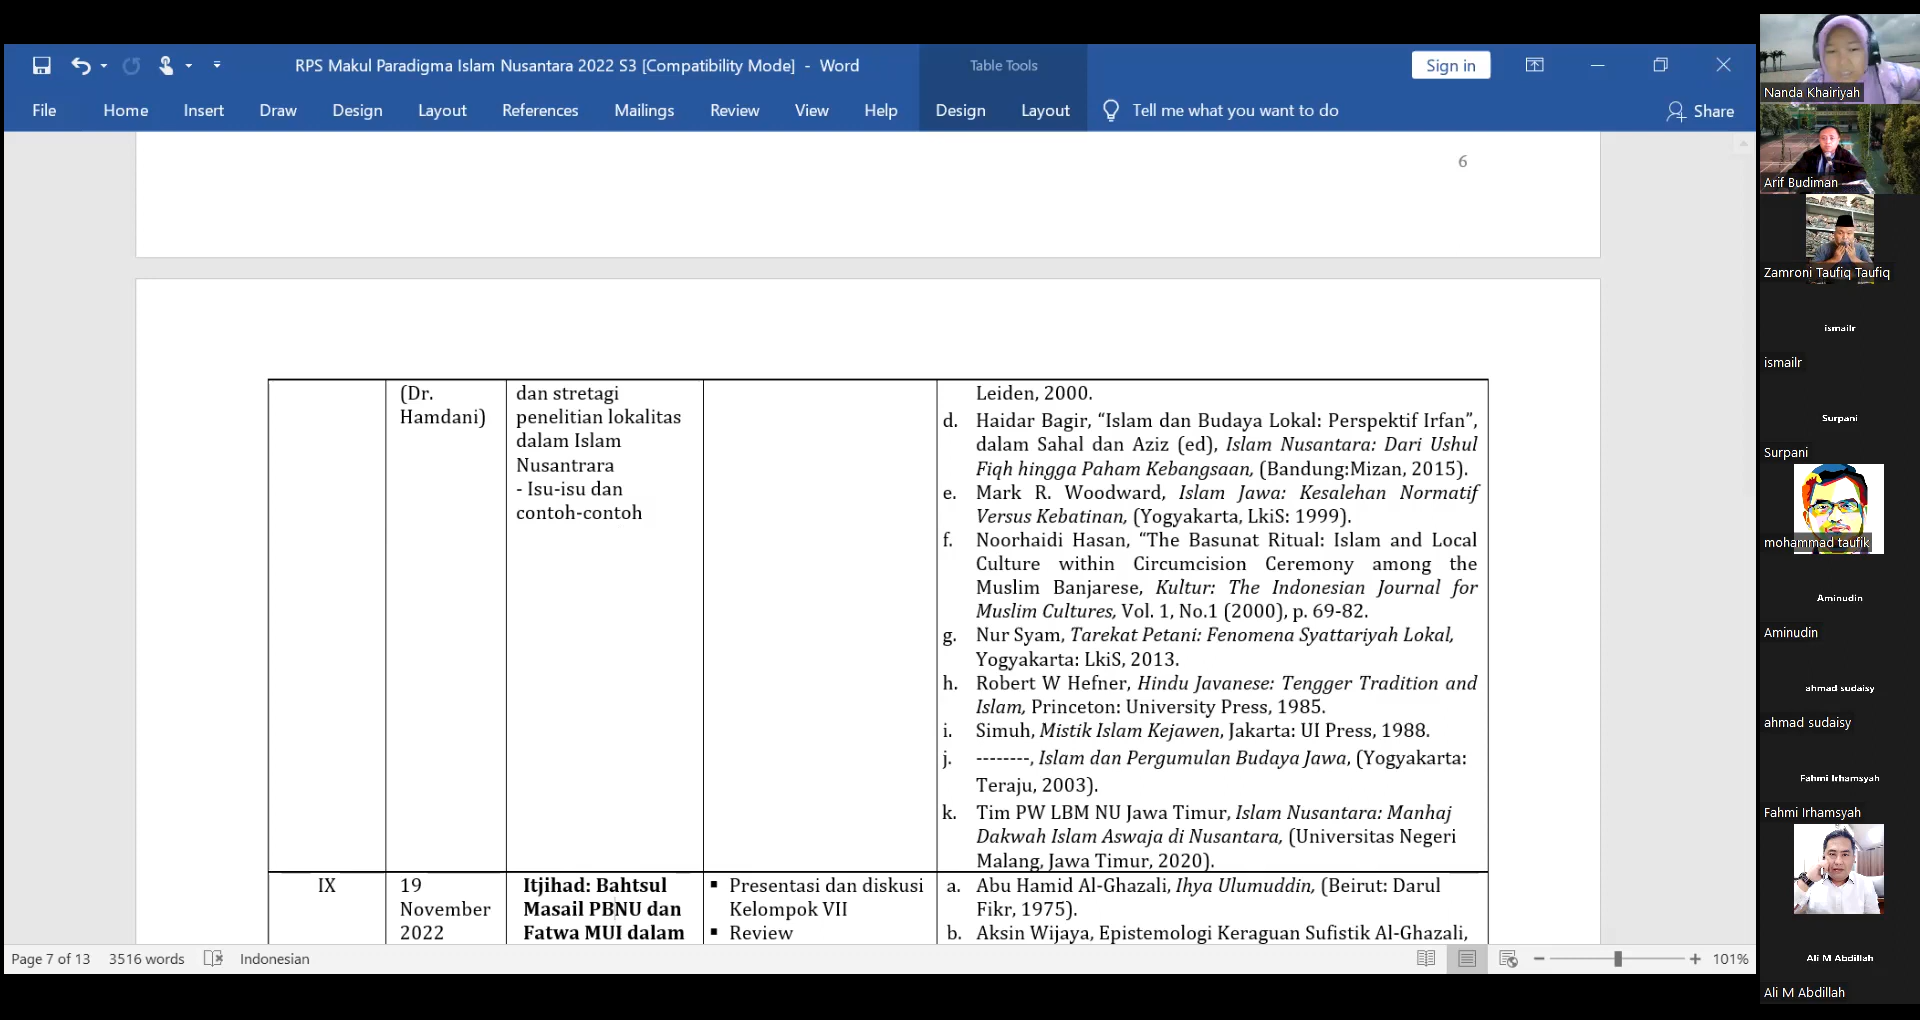 RPS Makul Paradigma Islam Nusantara 2022 S3 [Compatibility Mode] - Word
Table Tools
Sign in
File
Home
Insert
Draw
Design
Layout
References
Mailings
Review
View
Help
Design
Layout
Tell me what you want to do
Share
6
(Dr.
Hamdani)
dan stretagi
penelitian lokalitas
dalam Islam
Nusantrara
- Isu-isu dan
contoh-contoh
Leiden, 2000.
d. Haidar Bagir, “Islam dan Budaya Lokal: Perspektif Irfan”,
dalam Sahal dan Aziz (ed), Islam Nusantara: Dari Ushul
Fiqh hingga Paham Kebangsaan, (Bandung:Mizan, 2015).
e. Mark R. Woodward, Islam Jawa: Kesalehan Normatif
Versus Kebatinan, (Yogyakarta, LkiS: 1999).
f. Noorhaidi Hasan, “The Basunat Ritual: Islam and Local
Culture within Circumcision Ceremony among the
Muslim Banjarese, Kultur: The Indonesian Journal for
Muslim Cultures, Vol. 1, No.1 (2000), p. 69-82.
g. Nur Syam, Tarekat Petani: Fenomena Syattariyah Lokal,
Yogyakarta: LkiS, 2013.
h. Robert W Hefner, Hindu Javanese: Tengger Tradition and
Islam, Princeton: University Press, 1985.
i. Simuh, Mistik Islam Kejawen, Jakarta: UI Press, 1988.
j. --------, Islam dan Pergumulan Budaya Jawa, (Yogyakarta:
Teraju, 2003).
k. Tim PW LBM NU Jawa Timur, Islam Nusantara: Manhaj
Dakwah Islam Aswaja di Nusantara, (Universitas Negeri
Malang, Jawa Timur, 2020).
IX
19
November
2022
Itjihad: Bahtsul
Masail PBNU dan
Fatwa MUI dalam
▪ Presentasi dan diskusi
Kelompok VII
▪ Review
a. Abu Hamid Al-Ghazali, Ihya Ulumuddin, (Beirut: Darul
Fikr, 1975).
b. Aksin Wijaya, Epistemologi Keraguan Sufistik Al-Ghazali,
Page 7 of 13
3516 words
Indonesian
101%
Nanda Khairiyah
Arif Budiman
Zamroni Taufiq Taufiq
ismailr
ismailr
Surpani
Surpani
mohammad taufik
Aminudin
Aminudin
ahmad sudaisy
ahmad sudaisy
Fahmi Irhamsyah
Fahmi Irhamsyah
Ali M Abdillah
Ali M Abdillah